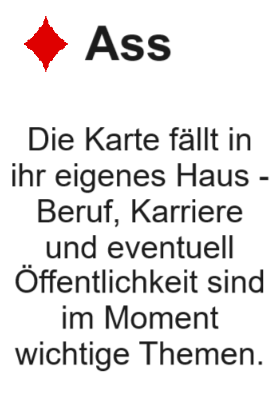 Ass
Die Karte fällt in
ihr eigenes Haus -
Beruf, Karriere
und eventuell
Öffentlichkeit sind
im Moment
wichtige Themen.